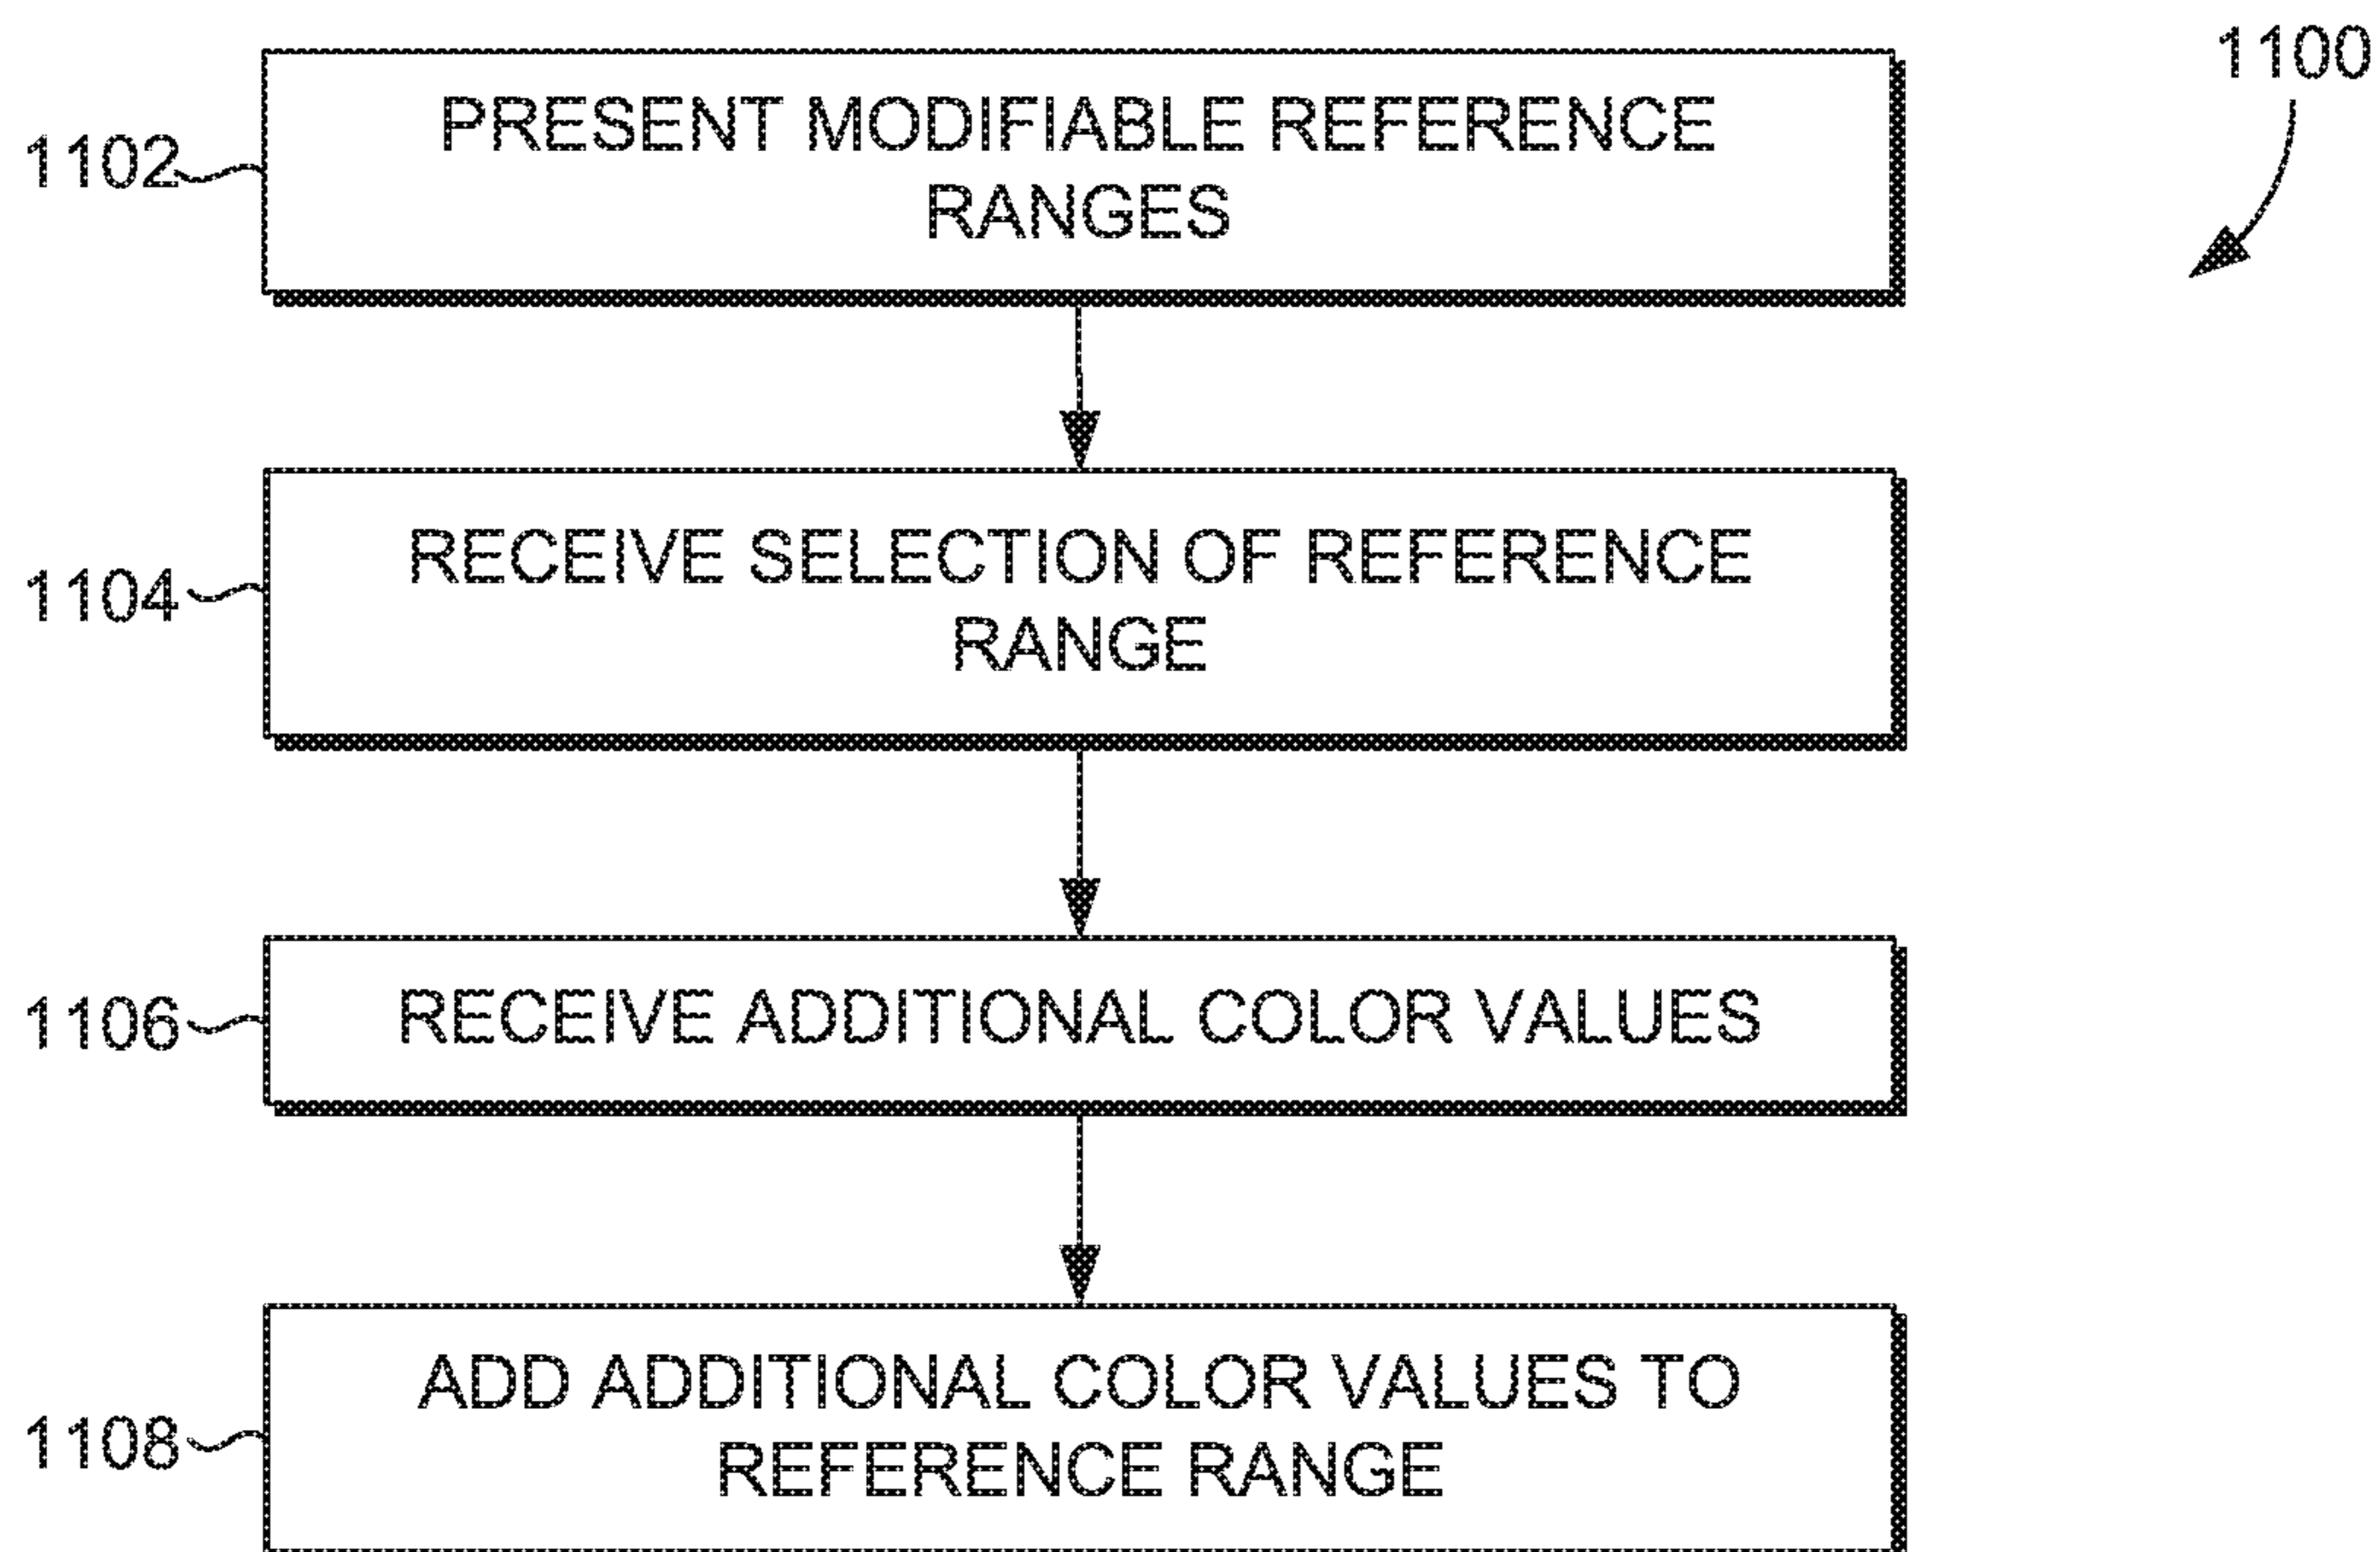 1100
1102
PRESENT MODIFIABLE REFERENCE
RANGES
1104
RECEIVE SELECTION OF REFERENCE
RANGE
1106
RECEIVE ADDITIONAL COLOR VALUES
1108
ADD ADDITIONAL COLOR VALUES TO
REFERENCE RANGE